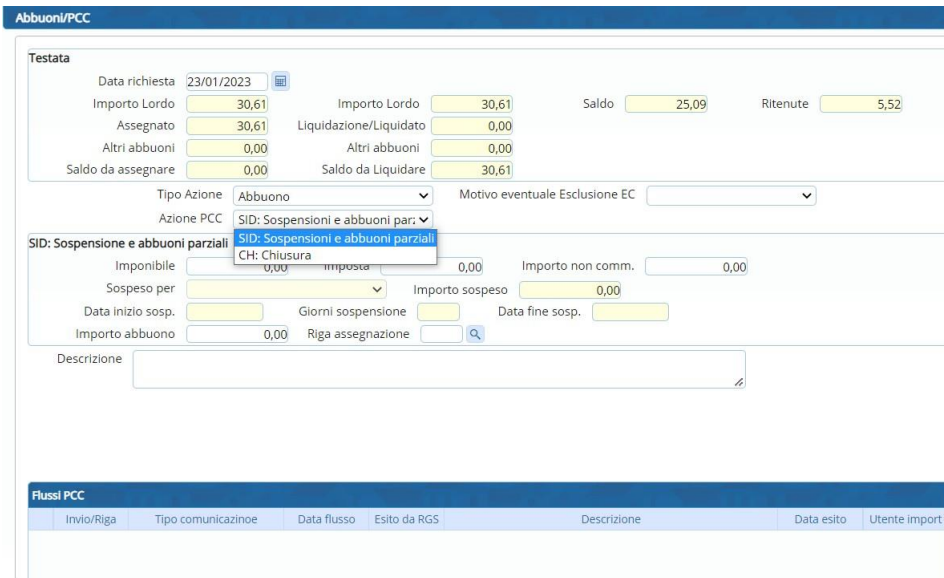 Abbuoni/PCC
Testata
Data richiesta 23/01/2023
Importo Lordo 30,61 Importo Lordo 30,61 Saldo 25,09 Ritenute 5,52
Assegnato 30,61 Liquidazione/Liquidato 0,00
Altri abbuoni 0,00 Altri abbuoni 0,00
Saldo da assegnare 0,00 Saldo da Liquidare 30,61
Tipo Azione Abbuono Motivo eventuale Esclusione EC
Azione PCC SID: Sospensioni e abbuoni parz
SID: Sospensioni e abbuoni parziali
SID: Sospensione e abbuoni parziali
CH: Chiusura
Imponibile 0,00 Imposta 0,00 Importo non comm. 0,00
Sospeso per Importo sospeso 0,00
Data inizio sosp. Giorni sospensione Data fine sosp.
Importo abbuono 0,00 Riga assegnazione
Descrizione
Flussi PCC
Invio/Riga Tipo comunicazinoe Data flusso Esito da RGS Descrizione Data esito Utente import